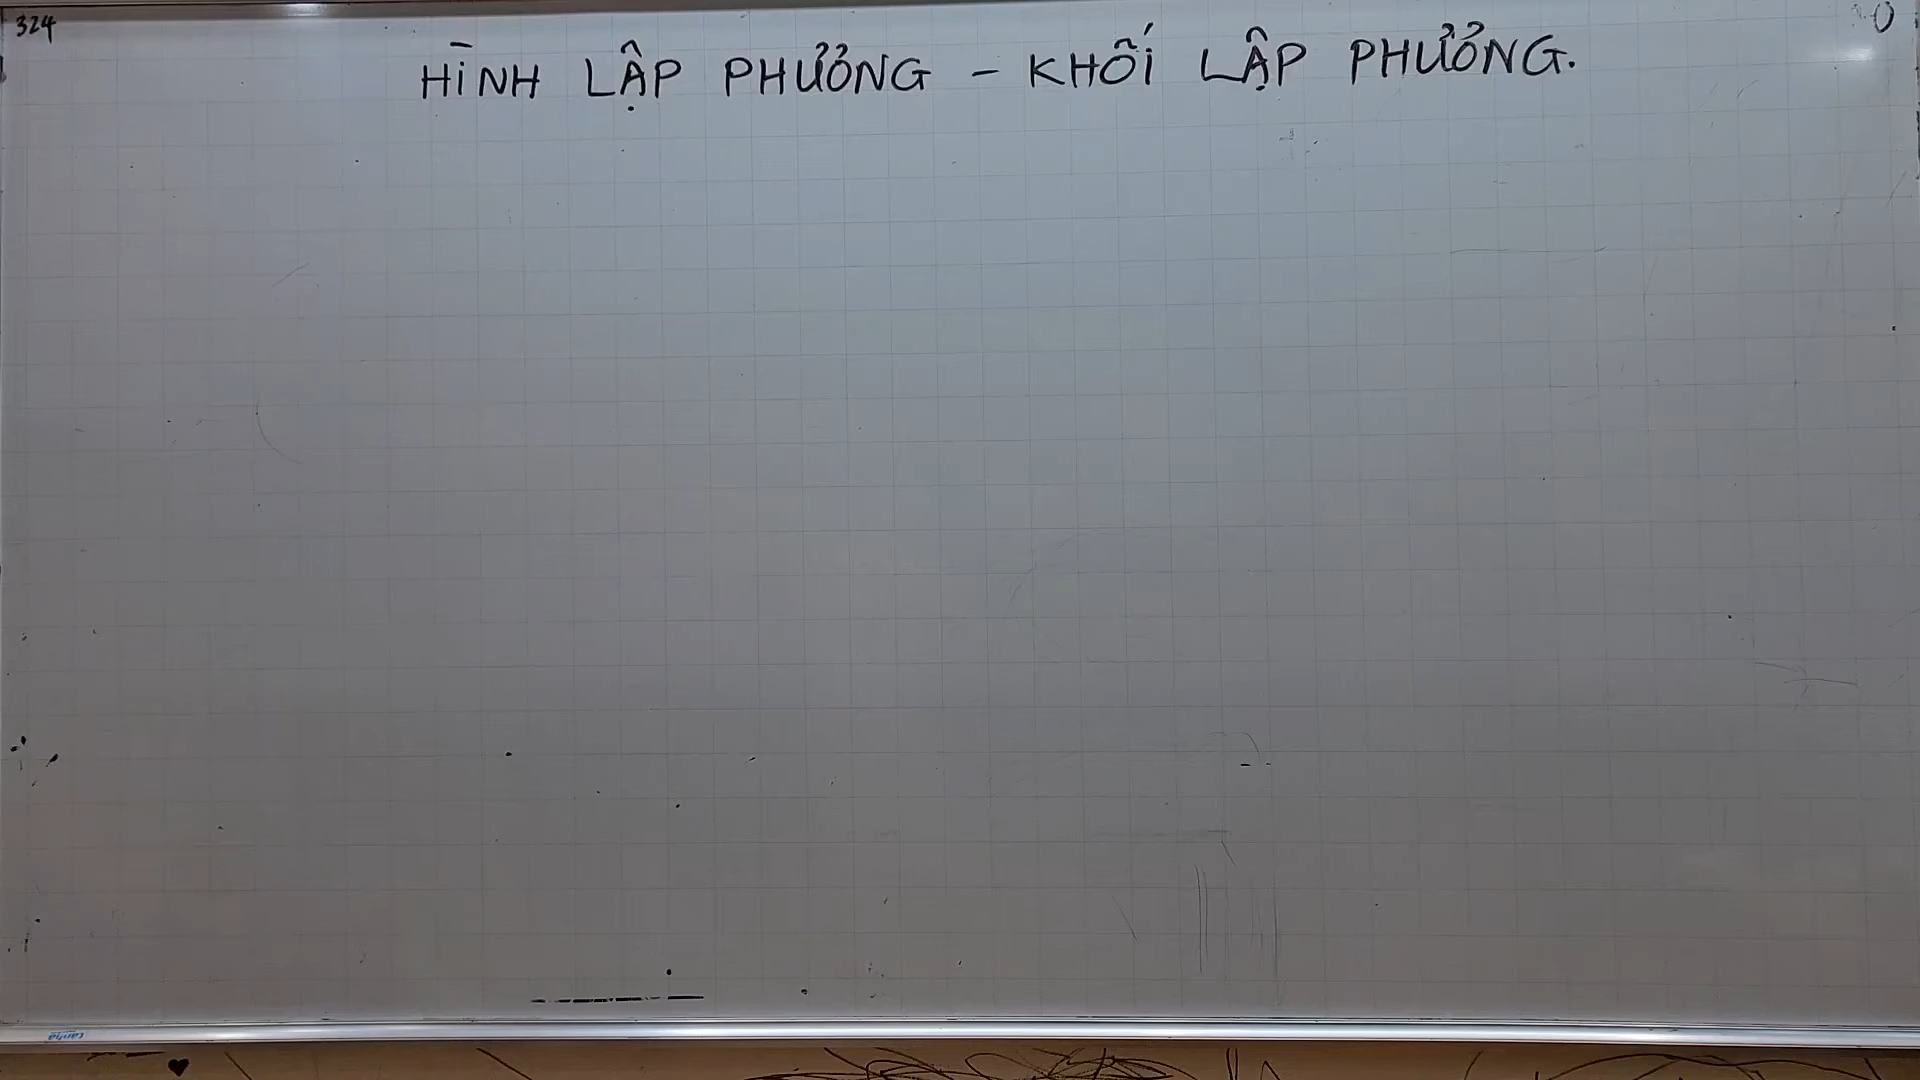 324
HÌNH LẬP PHƯƠNG - KHỐI LẬP PHƯƠNG.